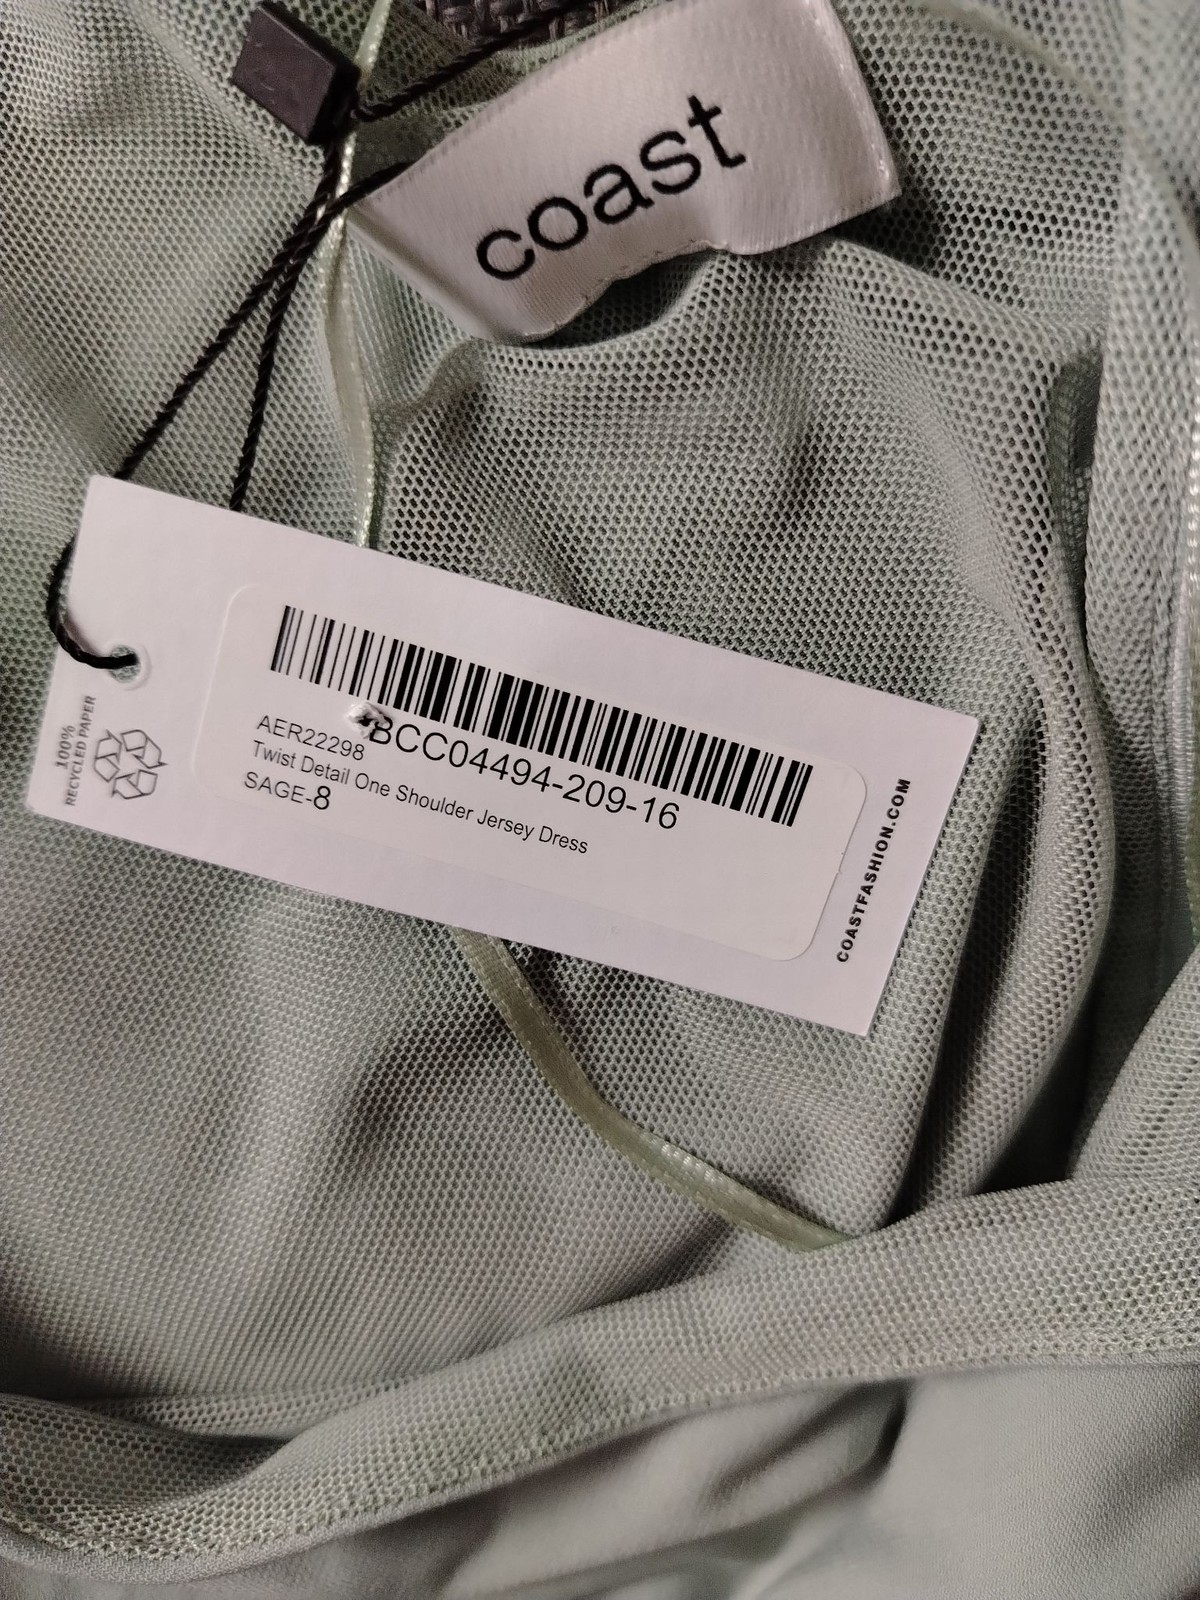 coast
BCC04494-209-16
AER22298
Twist Detail One Shoulder Jersey Dress
SAGE-8
100%
RECYCLED PAPER
COASTFASHION.COM